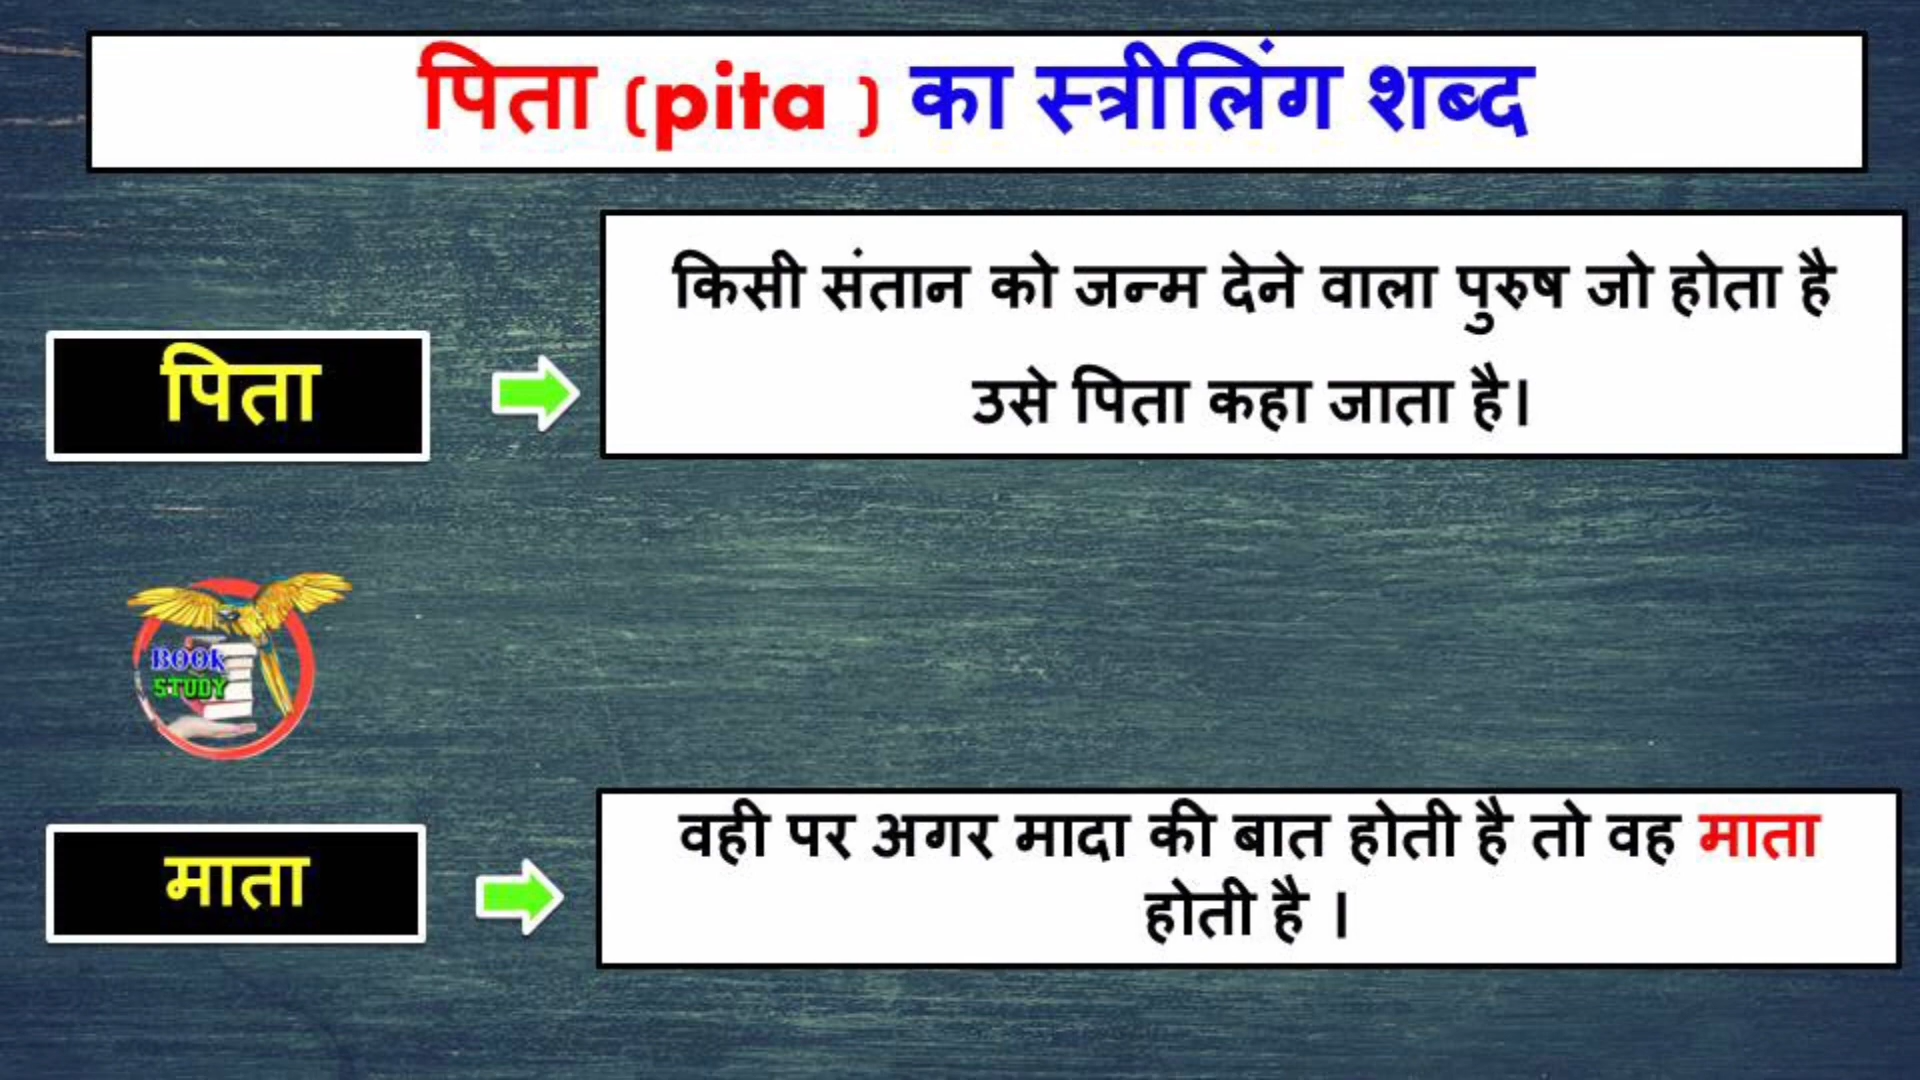 पिता (pita ) का स्त्रीलिंग शब्द
पिता
किसी संतान को जन्म देने वाला पुरुष जो होता है
उसे पिता कहा जाता है।
BOOK
STUDY
माता
वही पर अगर मादा की बात होती है तो वह माता
होती है ।